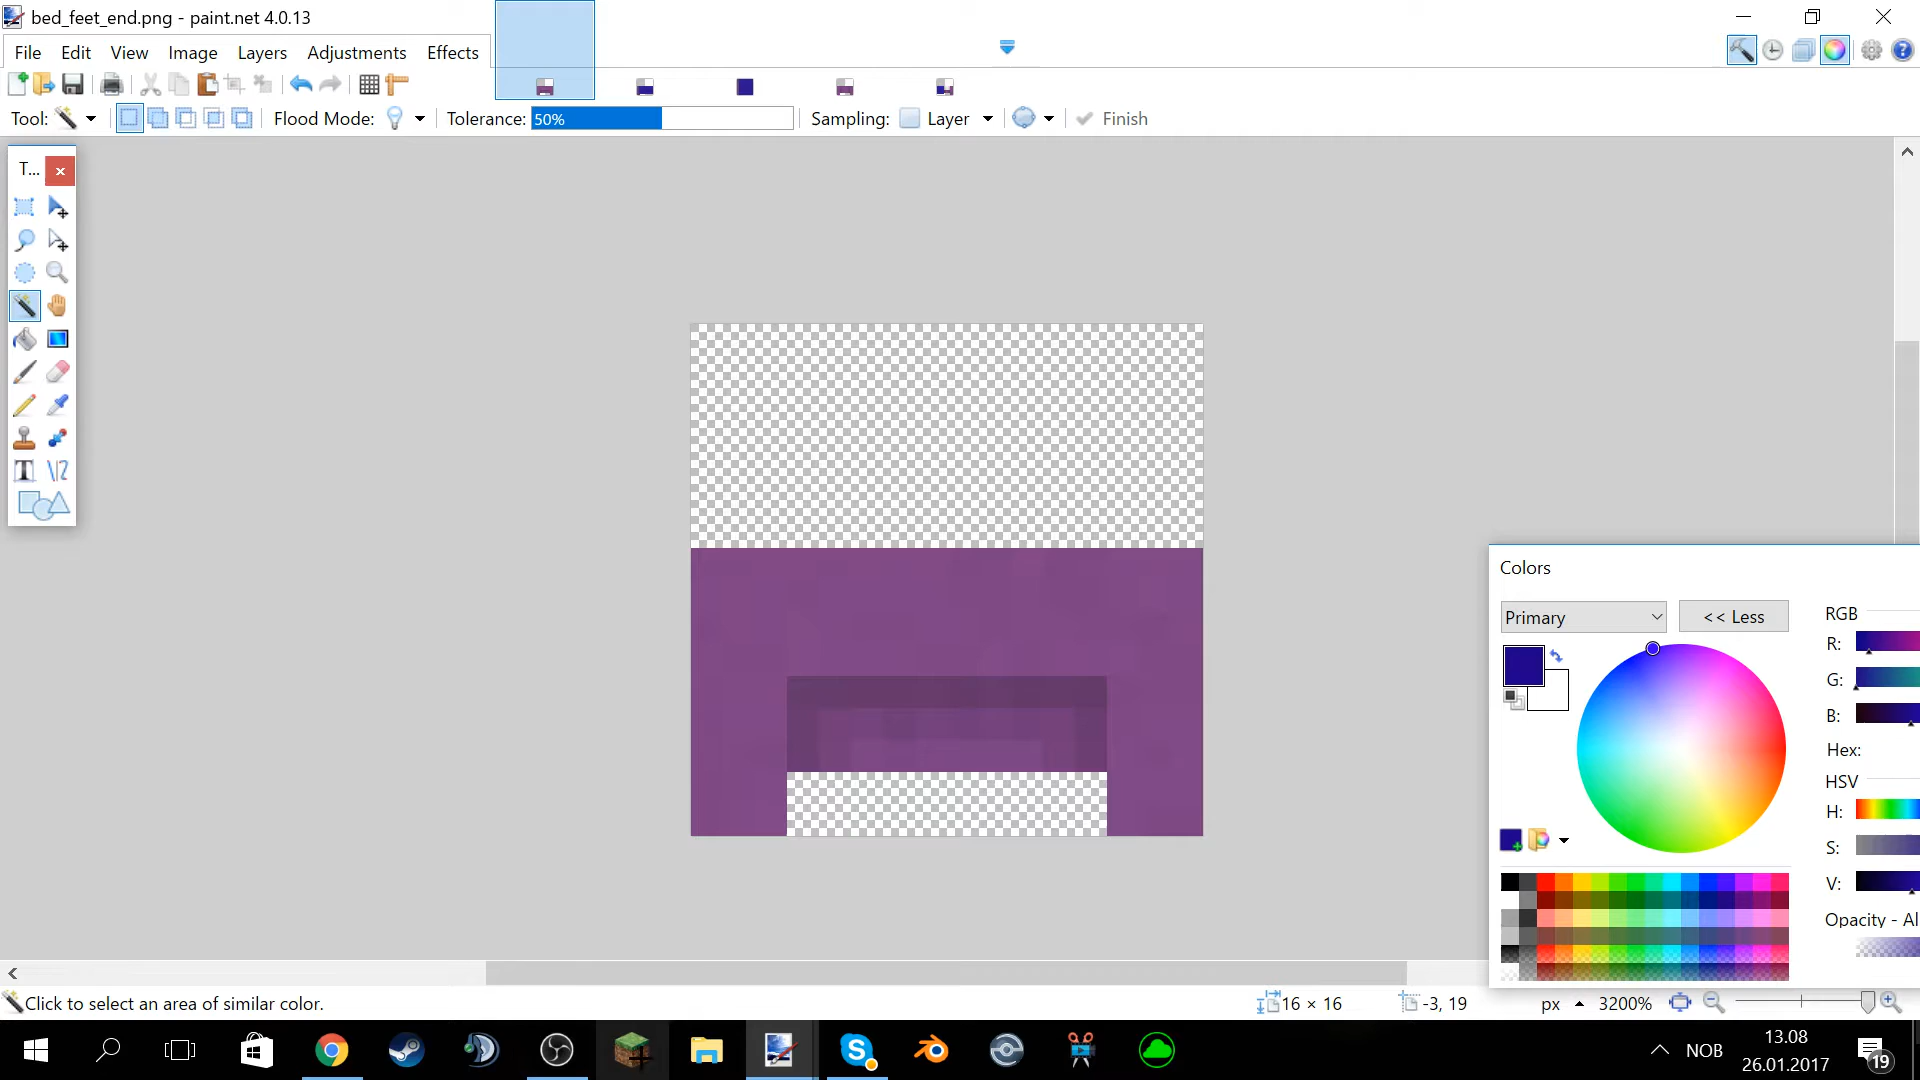 bed_feet_end.png - paint.net 4.0.13
File Edit View Image Layers Adjustments Effects
Tool: Flood Mode: Tolerance: 50% Sampling: Layer Finish
T...
Colors
Primary << Less
RGB
R:
G:
B:
Hex:
HSV
H:
S:
V:
Opacity - Al
Click to select an area of similar color. 16 × 16 -3, 19 px 3200%
NOB
13.08
26.01.2017
19